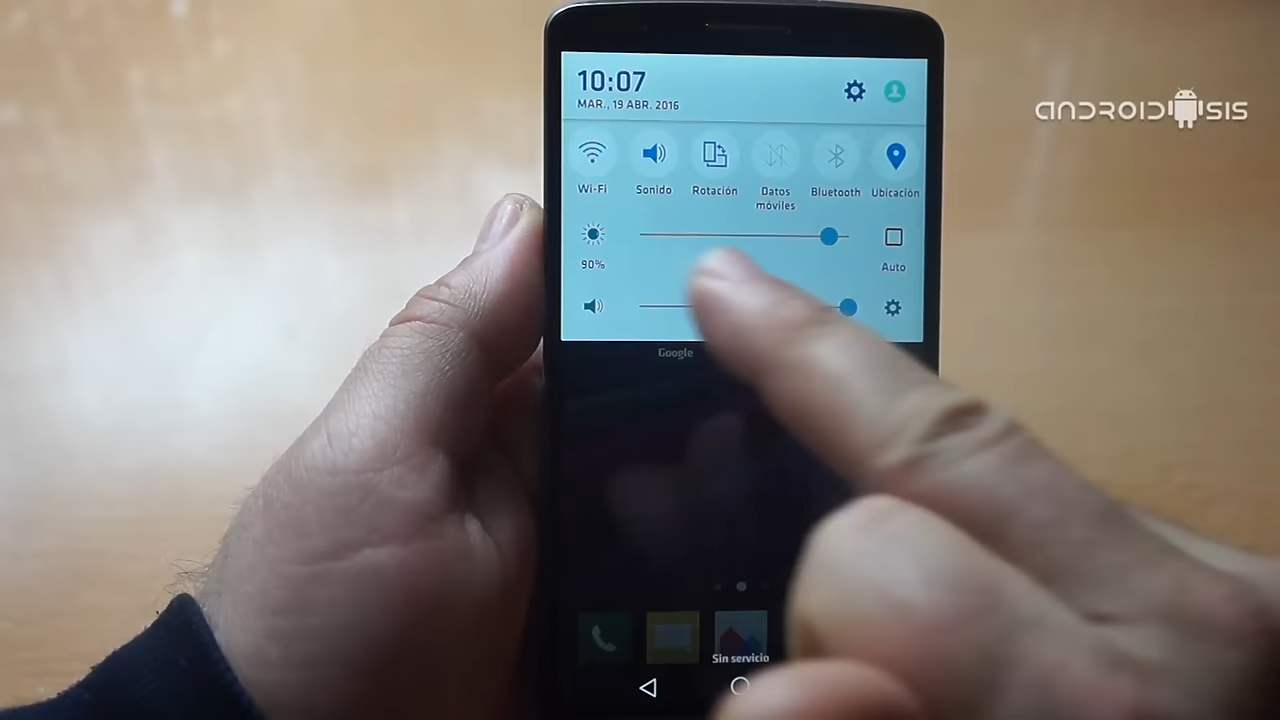 ANDROIDSIS
10:07
MAR., 19 ABR. 2016
Wi-Fi
Sonido
Rotación
Datos
móviles
Bluetooth
Ubicación
90%
Auto
Google
Sin servicio